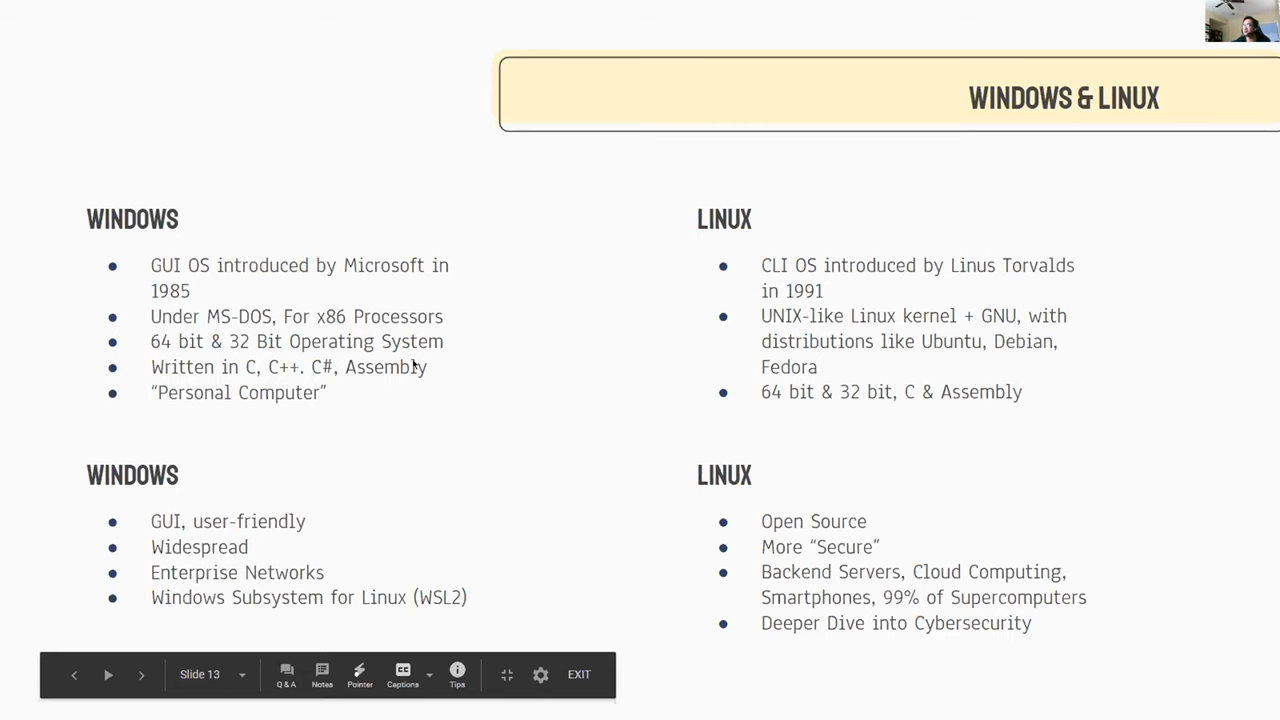 WINDOWS & LINUX
WINDOWS
GUI OS introduced by Microsoft in
1985
Under MS-DOS, For x86 Processors
64 bit & 32 Bit Operating System
Written in C, C++. C#, Assembly
“Personal Computer”
LINUX
CLI OS introduced by Linus Torvalds
in 1991
UNIX-like Linux kernel + GNU, with
distributions like Ubuntu, Debian,
Fedora
64 bit & 32 bit, C & Assembly
WINDOWS
GUI, user-friendly
Widespread
Enterprise Networks
Windows Subsystem for Linux (WSL2)
LINUX
Open Source
More “Secure”
Backend Servers, Cloud Computing,
Smartphones, 99% of Supercomputers
Deeper Dive into Cybersecurity
Slide 13
Q & A
Notes
Pointer
Captions
Tips
EXIT